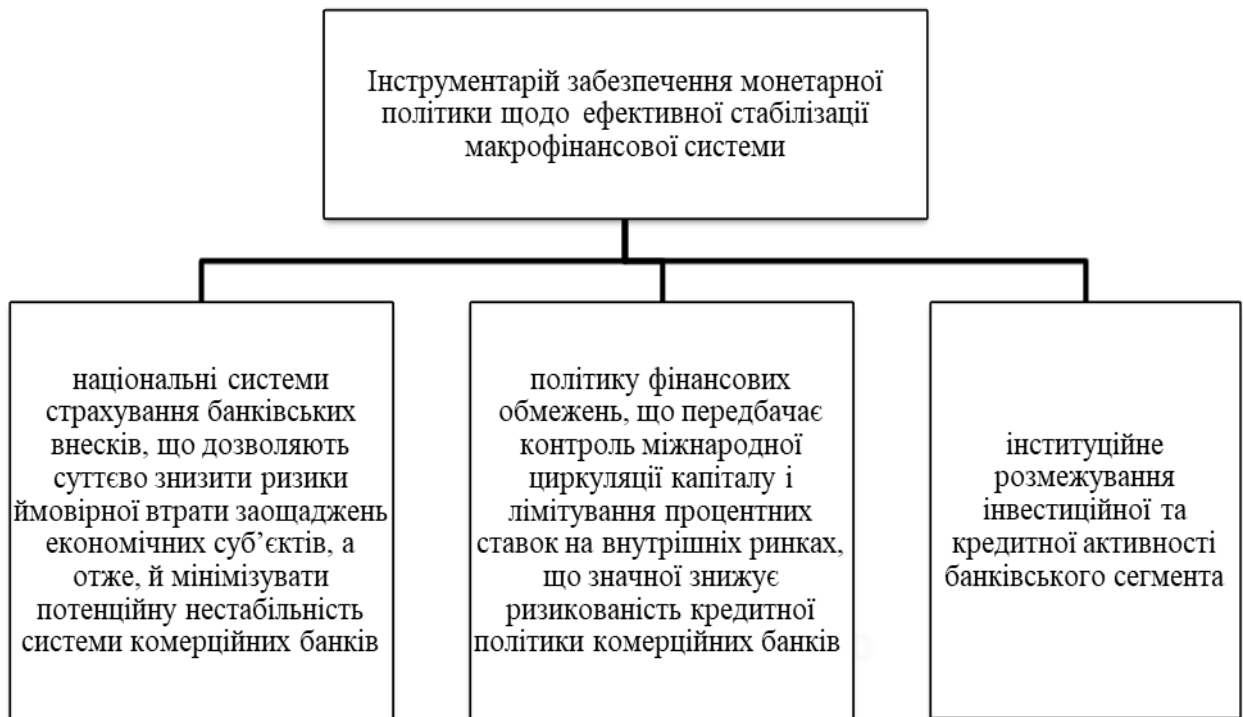 Інструментарій забезпечення монетарної
політики щодо ефективної стабілізації
макрофінансової системи
національні системи
страхування банківських
внесків, що дозволяють
суттєво знизити ризики
ймовірної втрати заощаджень
економічних суб’єктів, а
отже, й мінімізувати
потенційну нестабільність
системи комерційних банків
політику фінансових
обмежень, що передбачає
контроль міжнародної
циркуляції капіталу і
лімітування процентних
ставок на внутрішніх ринках,
що значної знижує
ризикованість кредитної
політики комерційних банків
інституційне
розмежування
інвестиційної та
кредитної активності
банківського сегмента